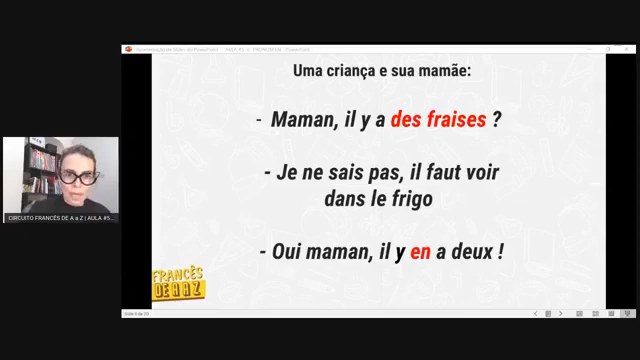 Uma criança e sua mamãe:
- Maman, il y a des fraises ?
- Je ne sais pas, il faut voir
dans le frigo
- Oui maman, il y en a deux !
FRANCÊS
DE A A Z
CIRCUITO FRANCÊS DE A a Z | AULA #5...